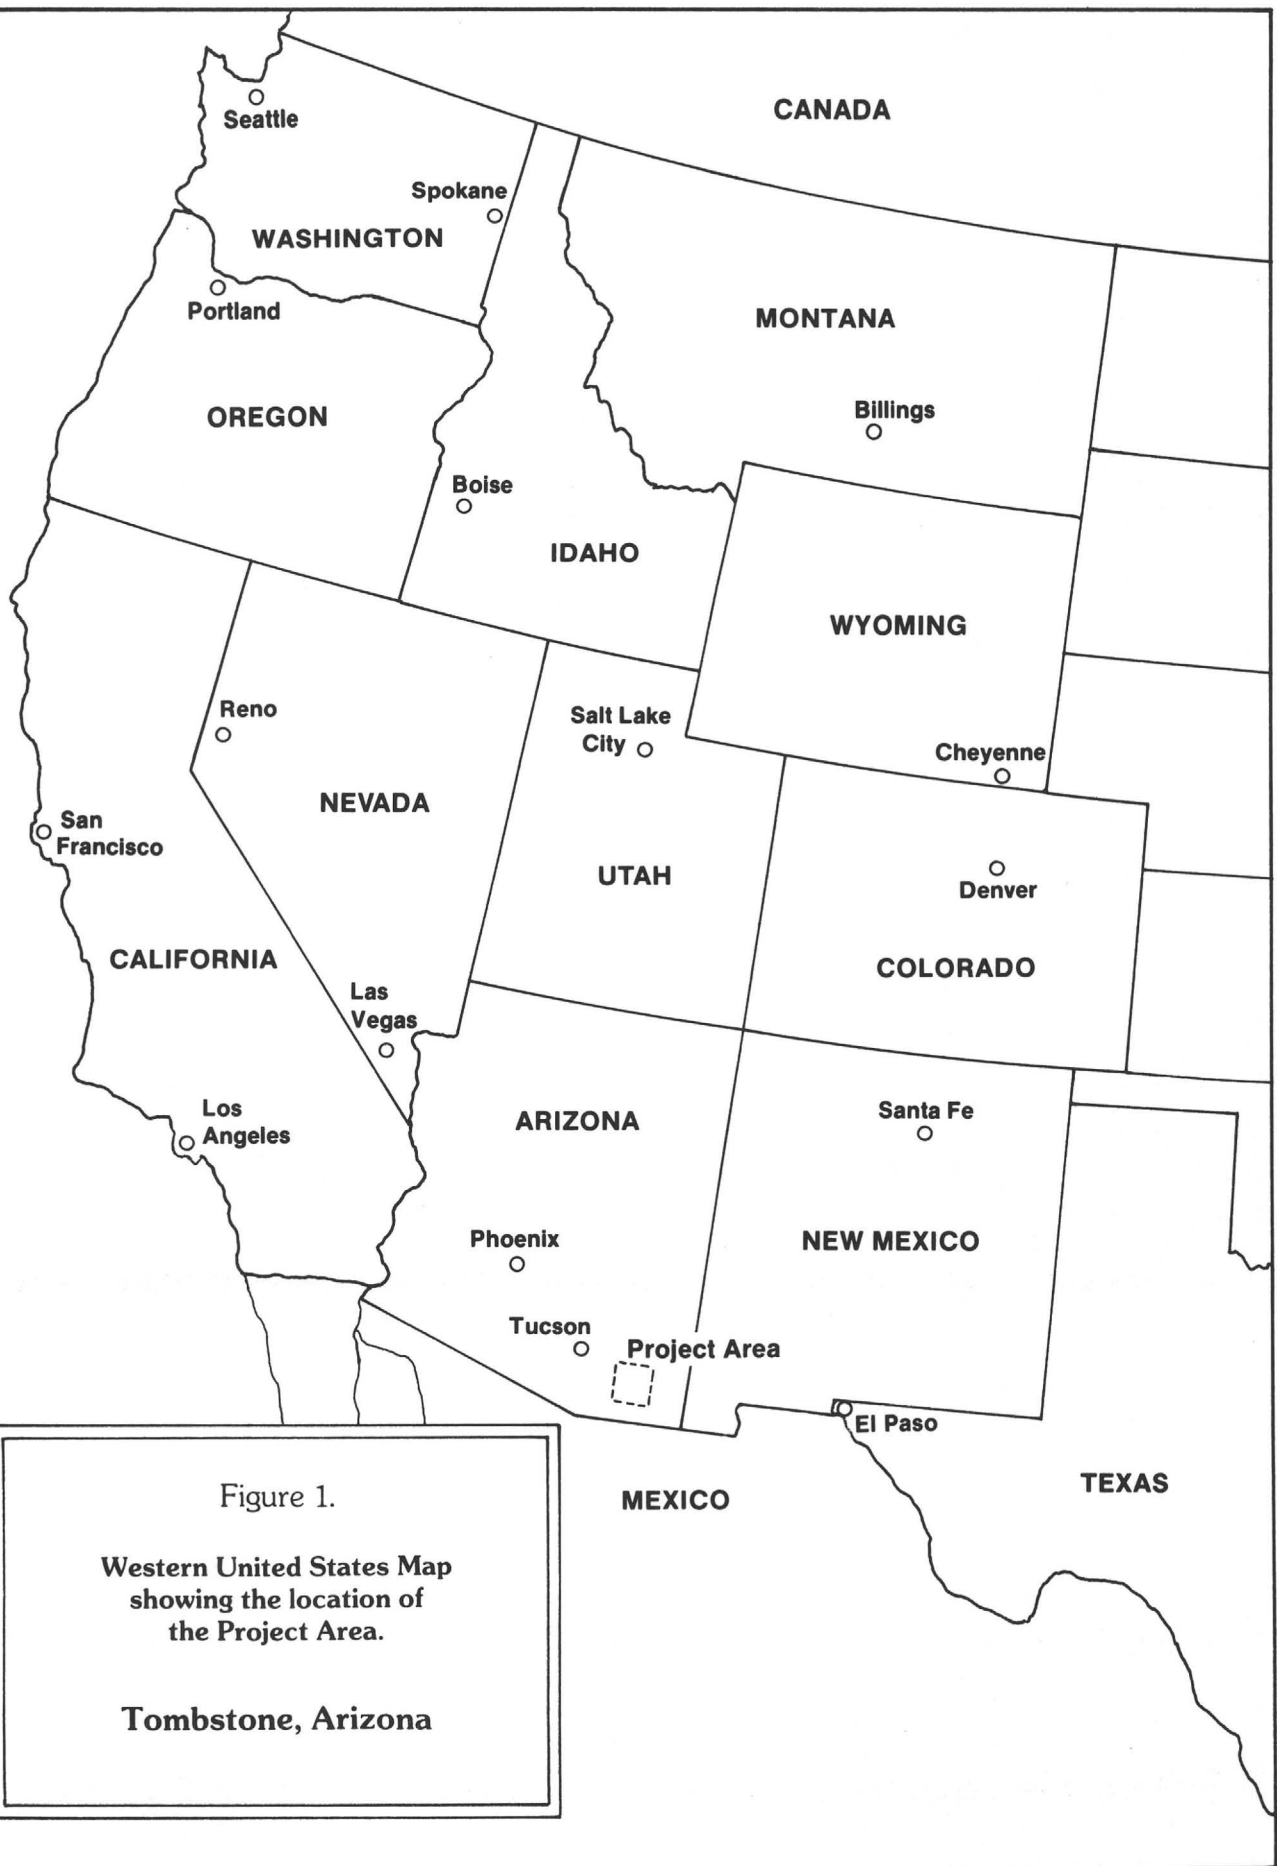 CANADA
Seattle
Spokane
WASHINGTON
Portland
MONTANA
OREGON
Billings
Boise
IDAHO
WYOMING
Reno
Salt Lake
City
Cheyenne
NEVADA
San
Francisco
UTAH
Denver
CALIFORNIA
COLORADO
Las
Vegas
Los
Angeles
ARIZONA
Santa Fe
Phoenix
NEW MEXICO
Tucson
Project Area
El Paso
MEXICO
TEXAS
Figure 1.
Western United States Map
showing the location of
the Project Area.
Tombstone, Arizona